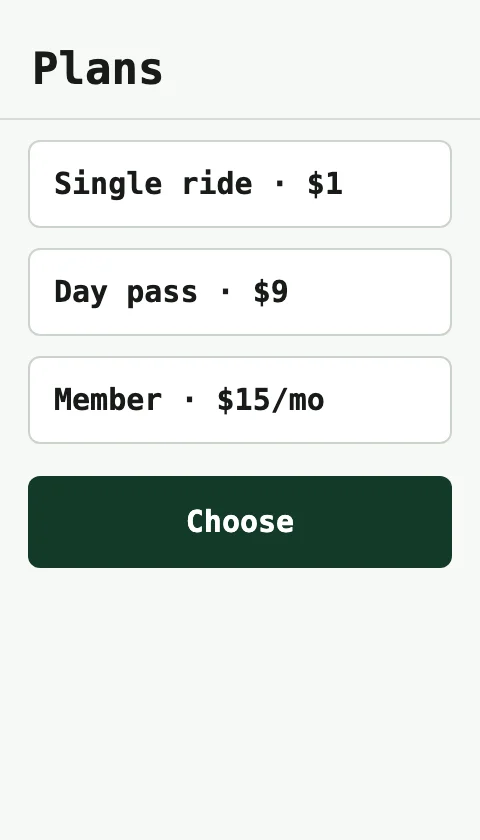 Plans
Single ride · $1
Day pass · $9
Member · $15/mo
Choose